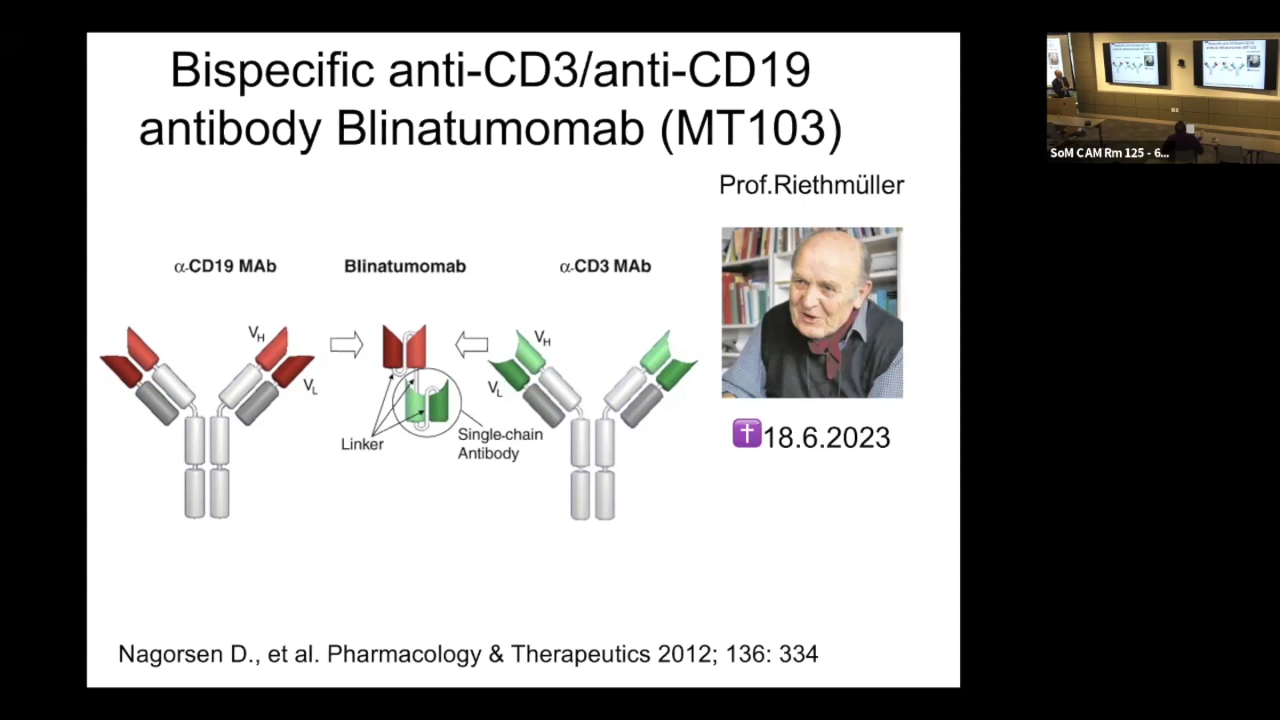 Bispecific anti-CD3/anti-CD19
antibody Blinatumomab (MT103)
Prof.Riethmüller
α-CD19 MAb
Blinatumomab
α-CD3 MAb
VH
VH
VL
VL
Linker
Single-chain
Antibody
✝18.6.2023
Nagorsen D., et al. Pharmacology & Therapeutics 2012; 136: 334
SoM CAM Rm 125 - 6...